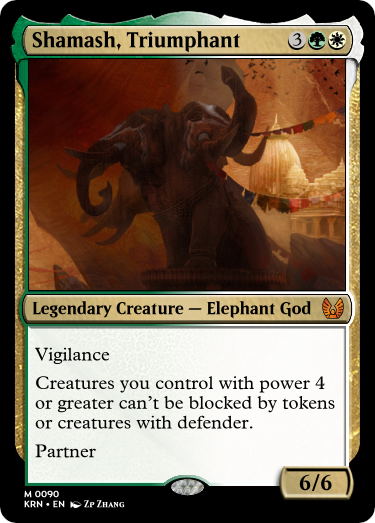 Shamash, Triumphant 3
Legendary Creature — Elephant God
Vigilance
Creatures you control with power 4
or greater can't be blocked by tokens
or creatures with defender.
Partner
6/6
M 0090
KRN • EN Zp Zhang